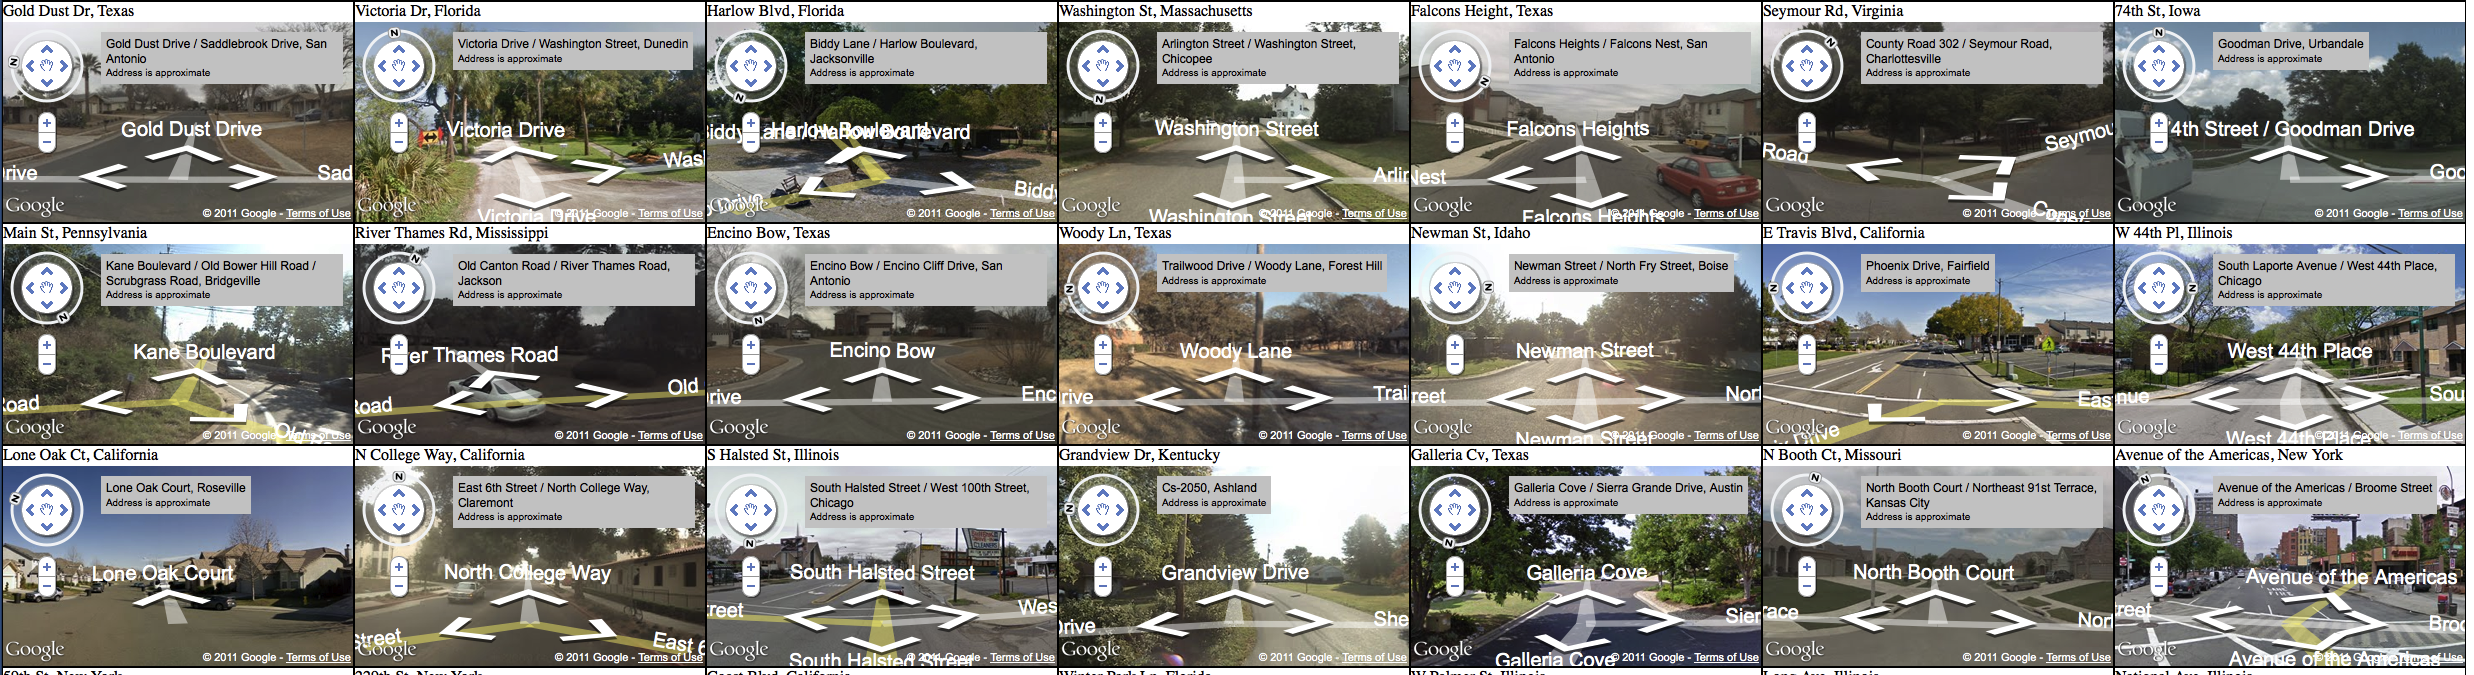 Gold Dust Dr, Texas
Gold Dust Drive / Saddlebrook Drive, San
Antonio
Address is approximate
N
Gold Dust Drive
rive
Sad
Google
© 2011 Google - Terms of Use
Victoria Dr, Florida
N
Victoria Drive / Washington Street, Dunedin
Address is approximate
Victoria Drive
Was
Victoria Drive
Google
© 2011 Google - Terms of Use
Harlow Blvd, Florida
Biddy Lane / Harlow Boulevard,
Jacksonville
Address is approximate
N
Harlow Boulevard
Biddy
Google
© 2011 Google - Terms of Use
Washington St, Massachusetts
Arlington Street / Washington Street,
Chicopee
Address is approximate
N
Washington Street
Arlin
Washington Street
Google
© 2011 Google - Terms of Use
Falcons Height, Texas
Falcons Heights / Falcons Nest, San
Antonio
Address is approximate
N
Falcons Heights
Nest
Falcons Heights
Google
© 2011 Google - Terms of Use
Seymour Rd, Virginia
N
County Road 302 / Seymour Road,
Charlottesville
Address is approximate
Seymou
Road
Google
© 2011 Google - Terms of Use
74th St, Iowa
N
Goodman Drive, Urbandale
Address is approximate
4th Street / Goodman Drive
Goo
Google
© 2011 Google - Terms of Use
Main St, Pennsylvania
Kane Boulevard / Old Bower Hill Road /
Scrubgrass Road, Bridgeville
Address is approximate
N
Kane Boulevard
Road
Google
© 2011 Google - Terms of Use
River Thames Rd, Mississippi
N
Old Canton Road / River Thames Road,
Jackson
Address is approximate
River Thames Road
Old
Road
Google
© 2011 Google - Terms of Use
Encino Bow, Texas
Encino Bow / Encino Cliff Drive, San
Antonio
Address is approximate
N
Encino Bow
rive
Enc
Google
© 2011 Google - Terms of Use
Woody Ln, Texas
Trailwood Drive / Woody Lane, Forest Hill
Address is approximate
N
Woody Lane
rive
Trail
Google
© 2011 Google - Terms of Use
Newman St, Idaho
Newman Street / North Fry Street, Boise
Address is approximate
N
Newman Street
reet
Nort
Newman Street
Google
© 2011 Google - Terms of Use
E Travis Blvd, California
Phoenix Drive, Fairfield
Address is approximate
N
East
Drive
Google
© 2011 Google - Terms of Use
W 44th Pl, Illinois
South Laporte Avenue / West 44th Place,
Chicago
Address is approximate
N
West 44th Place
nue
Sou
West 44th Place
Google
© 2011 Google - Terms of Use
Lone Oak Ct, California
Lone Oak Court, Roseville
Address is approximate
N
Lone Oak Court
Google
© 2011 Google - Terms of Use
N College Way, California
N
East 6th Street / North College Way,
Claremont
Address is approximate
North College Way
Street
East 6
Google
© 2011 Google - Terms of Use
S Halsted St, Illinois
South Halsted Street / West 100th Street,
Chicago
Address is approximate
N
CLEANERS
South Halsted Street
reet
Wes
South Halsted Street
Google
© 2011 Google - Terms of Use
Grandview Dr, Kentucky
Cs-2050, Ashland
Address is approximate
N
Grandview Drive
Drive
She
Google
© 2011 Google - Terms of Use
Galleria Cv, Texas
Galleria Cove / Sierra Grande Drive, Austin
Address is approximate
N
Galleria Cove
Sier
Galleria Cove
Google
© 2011 Google - Terms of Use
N Booth Ct, Missouri
N
North Booth Court / Northeast 91st Terrace,
Kansas City
Address is approximate
North Booth Court
race
Nort
Google
© 2011 Google - Terms of Use
Avenue of the Americas, New York
N
Avenue of the Americas / Broome Street
Address is approximate
Avenue of the Americas
reet
Broo
Avenue of the Americas
Google
© 2011 Google - Terms of Use